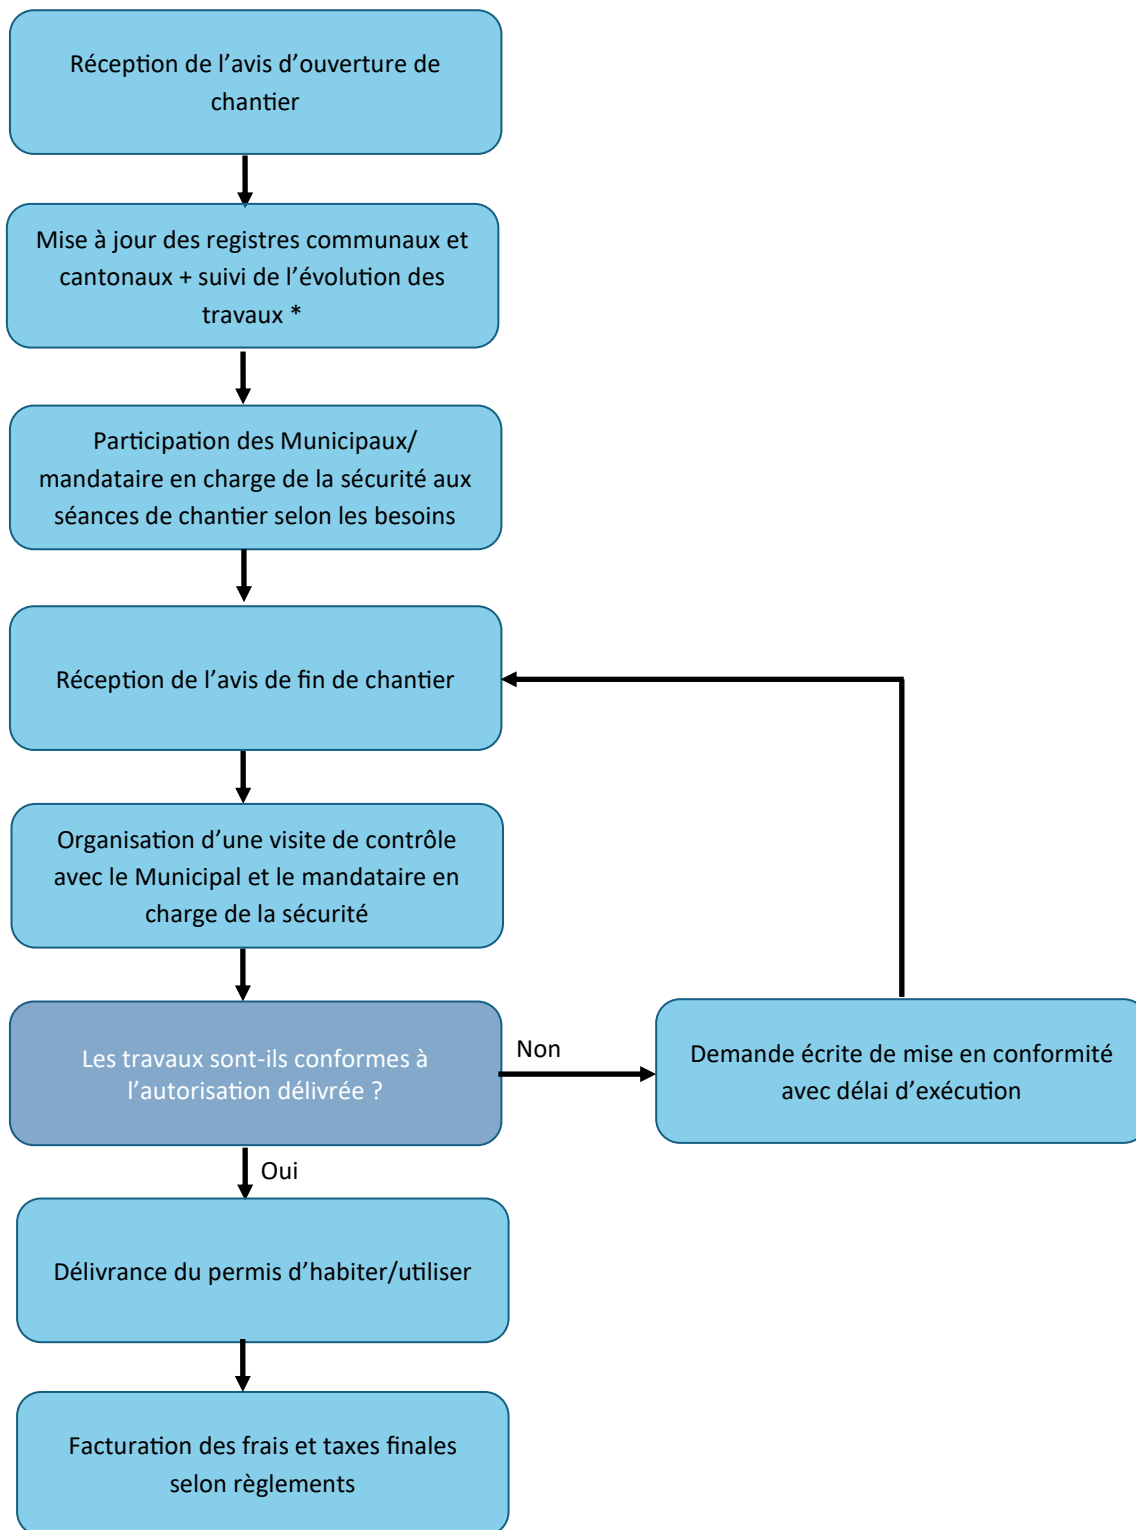 Réception de l’avis d’ouverture de
chantier
Mise à jour des registres communaux et
cantonaux + suivi de l’évolution des
travaux *
Participation des Municipaux/
mandataire en charge de la sécurité aux
séances de chantier selon les besoins
Réception de l’avis de fin de chantier
Organisation d’une visite de contrôle
avec le Municipal et le mandataire en
charge de la sécurité
Les travaux sont-ils conformes à
l’autorisation délivrée ?
Non
Demande écrite de mise en conformité
avec délai d’exécution
Oui
Délivrance du permis d’habiter/utiliser
Facturation des frais et taxes finales
selon règlements